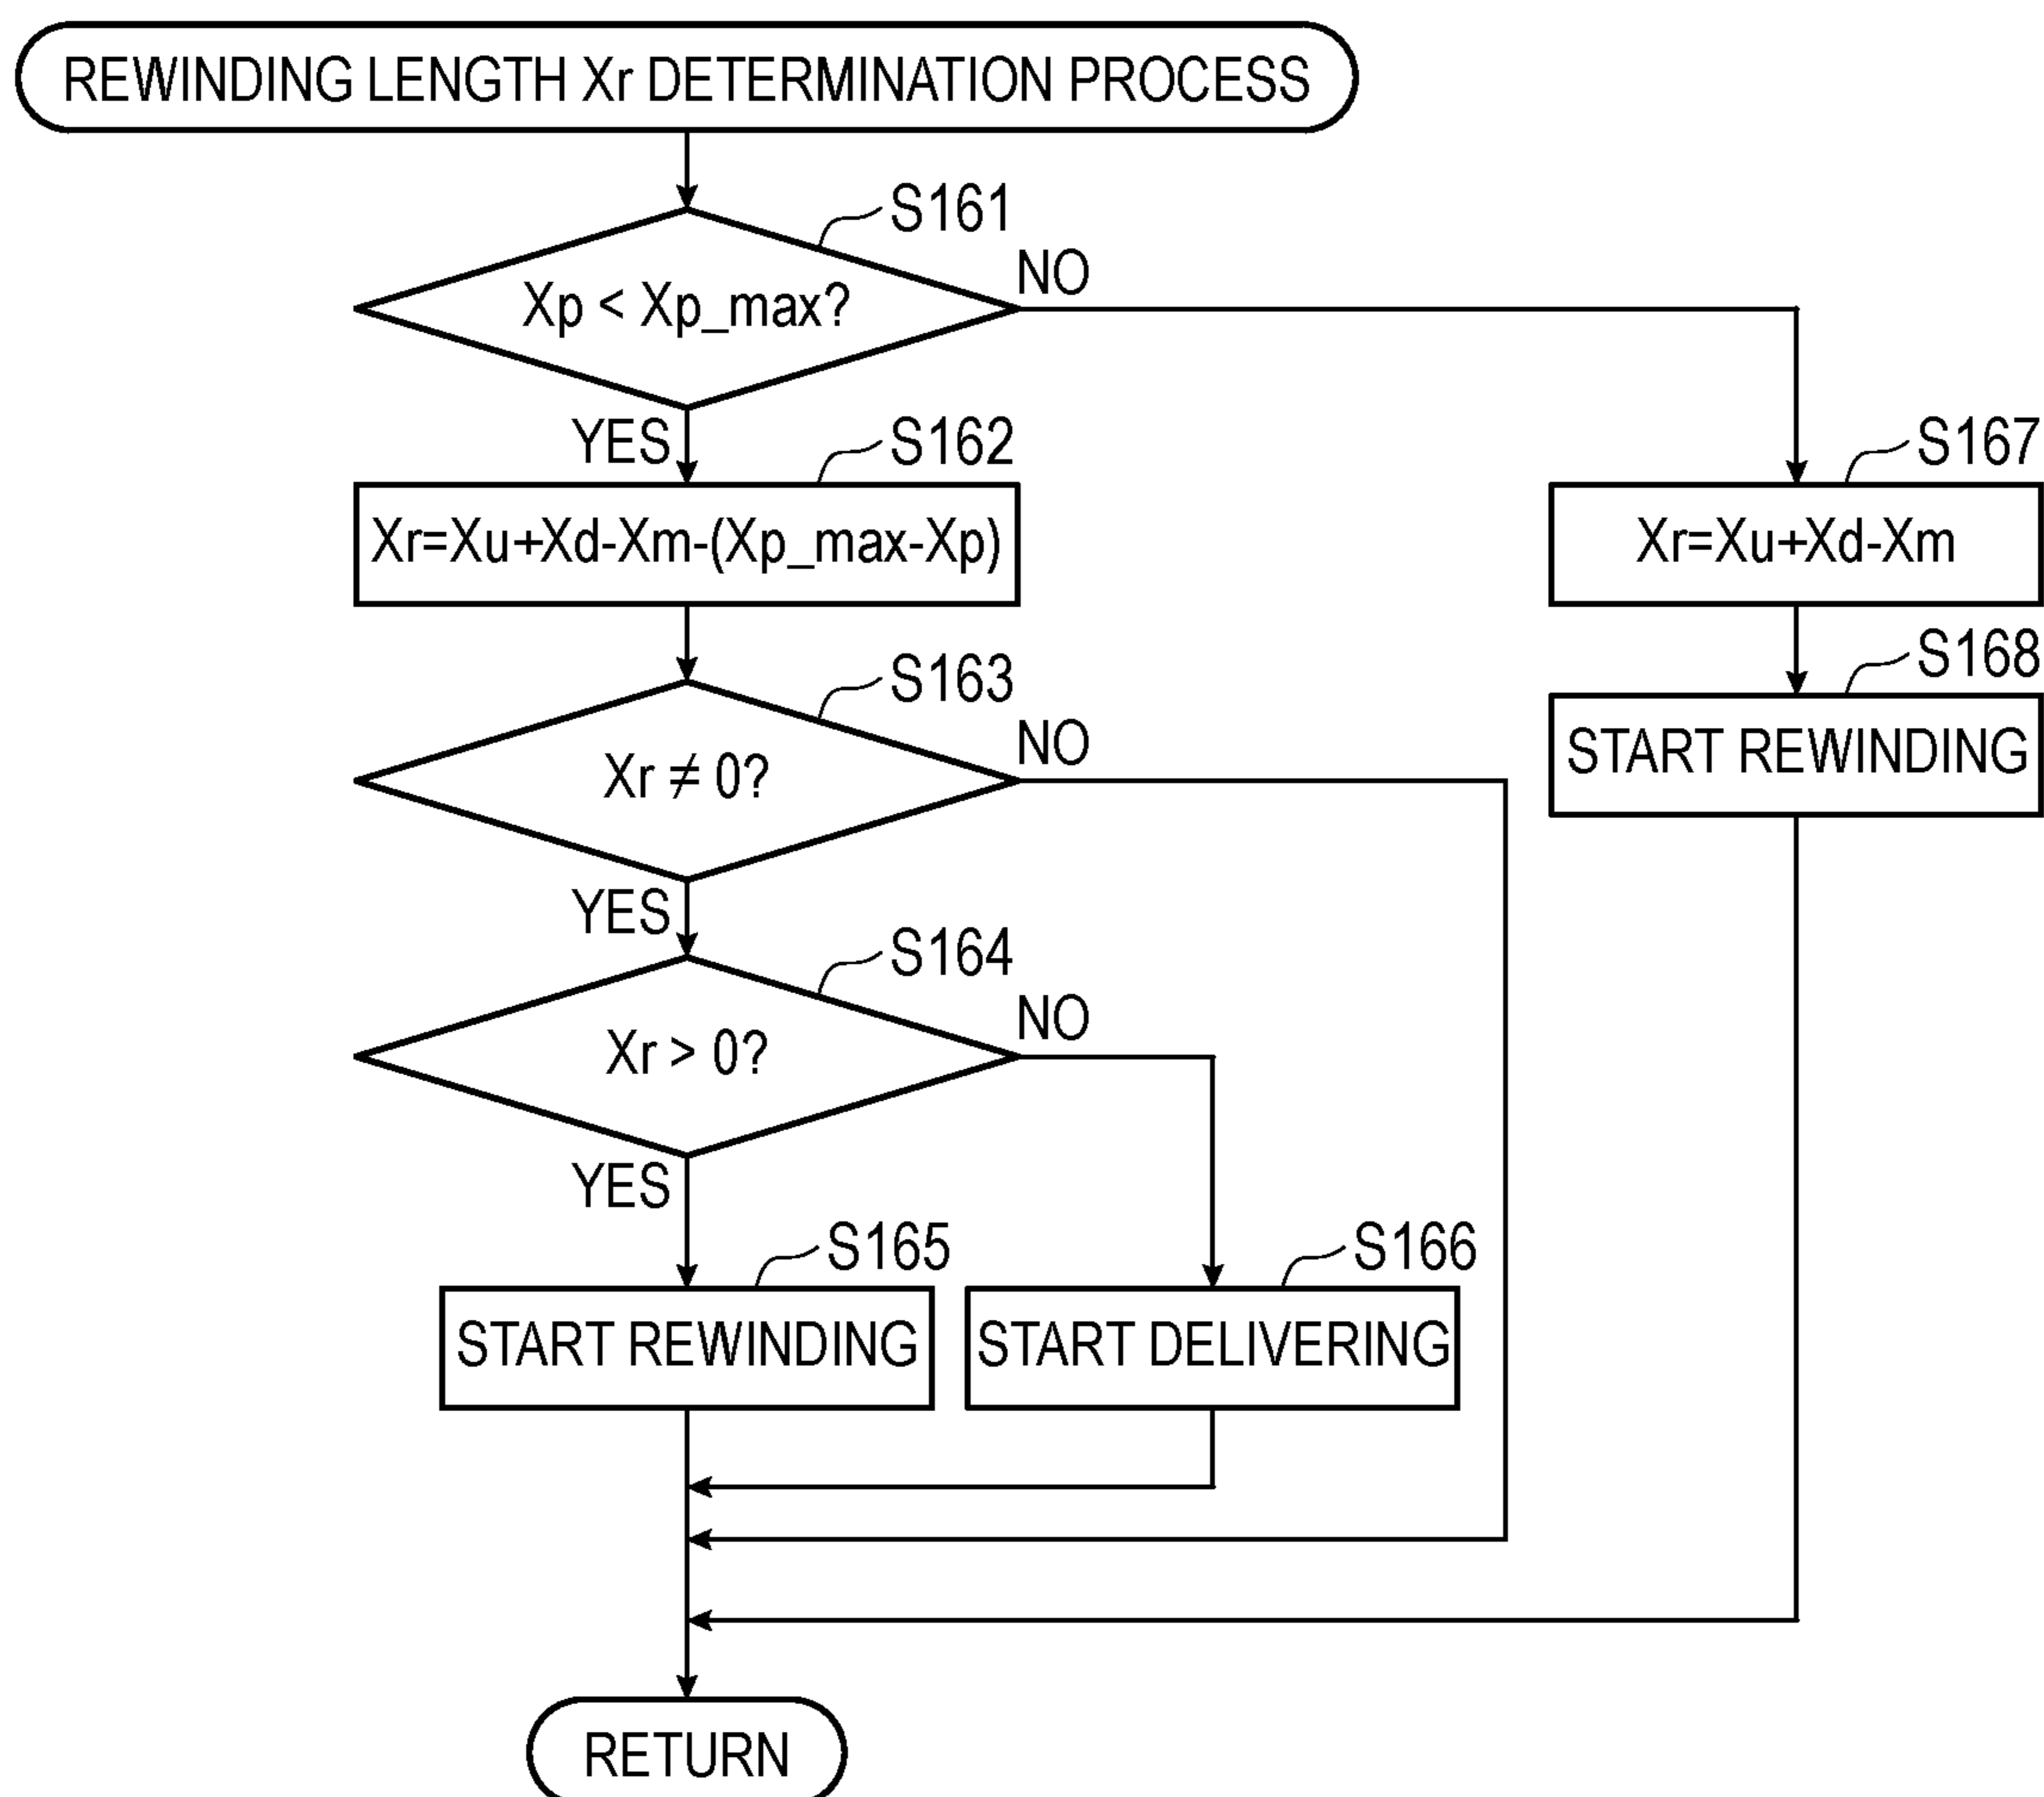 REWINDING LENGTH Xr DETERMINATION PROCESS
S161
Xp < Xp_max?
NO
YES
S162
Xr=Xu+Xd-Xm-(Xp_max-Xp)
S167
Xr=Xu+Xd-Xm
S163
Xr ≠ 0?
NO
S168
START REWINDING
YES
S164
Xr > 0?
NO
YES
S165
START REWINDING
S166
START DELIVERING
RETURN